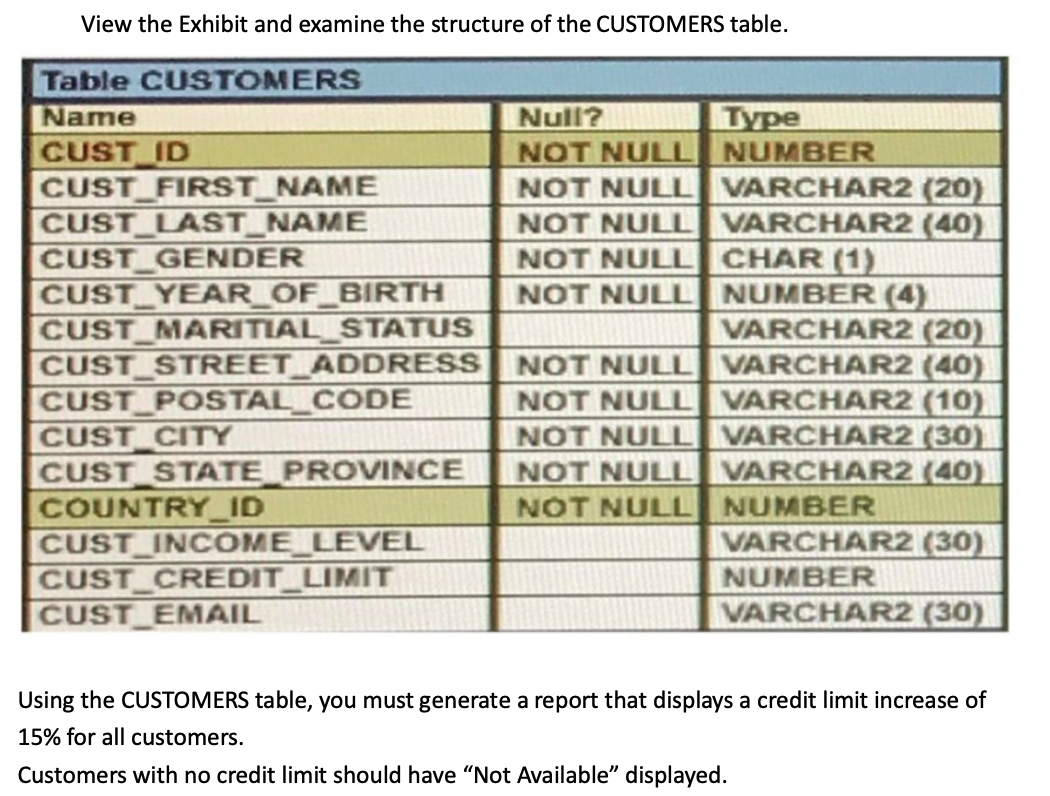 View the Exhibit and examine the structure of the CUSTOMERS table.
Table CUSTOMERS
Name Null? Type
CUST_ID NOT NULL NUMBER
CUST_FIRST_NAME NOT NULL VARCHAR2 (20)
CUST_LAST_NAME NOT NULL VARCHAR2 (40)
CUST_GENDER NOT NULL CHAR (1)
CUST_YEAR_OF_BIRTH NOT NULL NUMBER (4)
CUST_MARITIAL_STATUS VARCHAR2 (20)
CUST_STREET_ADDRESS NOT NULL VARCHAR2 (40)
CUST_POSTAL_CODE NOT NULL VARCHAR2 (10)
CUST_CITY NOT NULL VARCHAR2 (30)
CUST_STATE_PROVINCE NOT NULL VARCHAR2 (40)
COUNTRY_ID NOT NULL NUMBER
CUST_INCOME_LEVEL VARCHAR2 (30)
CUST_CREDIT_LIMIT NUMBER
CUST_EMAIL VARCHAR2 (30)
Using the CUSTOMERS table, you must generate a report that displays a credit limit increase of
15% for all customers.
Customers with no credit limit should have “Not Available” displayed.